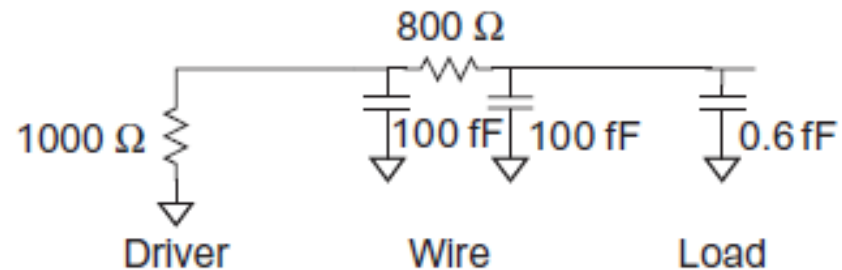 800 Ω
1000 Ω
100 fF
100 fF
0.6 fF
Driver
Wire
Load